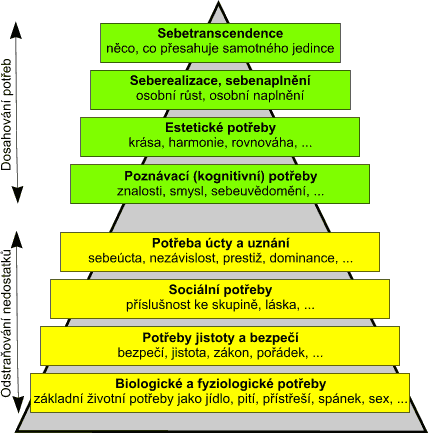 Sebetranscendence
něco, co přesahuje samotného jedince
Seberealizace, sebenaplnění
osobní růst, osobní naplnění
Estetické potřeby
krása, harmonie, rovnováha, ...
Poznávací (kognitivní) potřeby
znalosti, smysl, sebeuvědomění, ...
Dosahování potřeb
Potřeba úcty a uznání
sebeúcta, nezávislost, prestiž, dominance, ...
Sociální potřeby
příslušnost ke skupině, láska, ...
Potřeby jistoty a bezpečí
bezpečí, jistota, zákon, pořádek, ...
Biologické a fyziologické potřeby
základní životní potřeby jako jídlo, pití, přístřeší, spánek, sex, ...
Odstraňování nedostatků